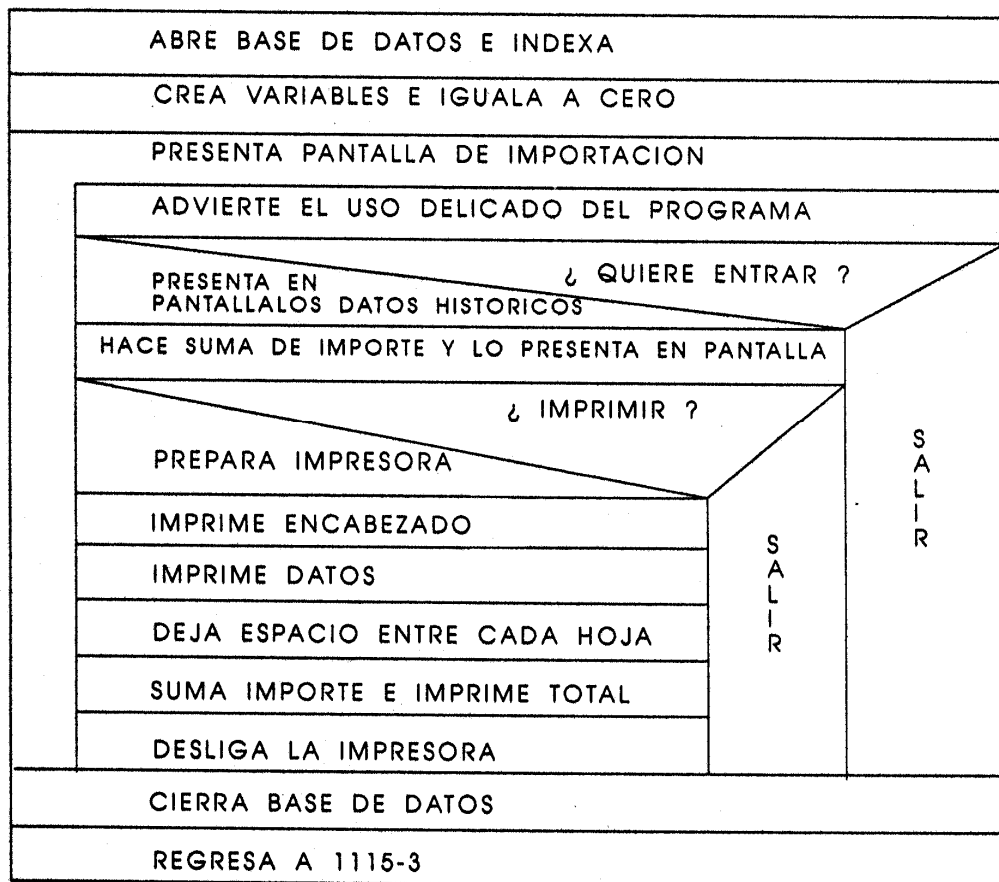 ABRE BASE DE DATOS E INDEXA
CREA VARIABLES E IGUALA A CERO
PRESENTA PANTALLA DE IMPORTACION
ADVIERTE EL USO DELICADO DEL PROGRAMA
¿ QUIERE ENTRAR ?
PRESENTA EN
PANTALLALOS DATOS HISTORICOS
HACE SUMA DE IMPORTE Y LO PRESENTA EN PANTALLA
¿ IMPRIMIR ?
PREPARA IMPRESORA
IMPRIME ENCABEZADO
IMPRIME DATOS
DEJA ESPACIO ENTRE CADA HOJA
SUMA IMPORTE E IMPRIME TOTAL
DESLIGA LA IMPRESORA
SALIR
SALIR
CIERRA BASE DE DATOS
REGRESA A 1115-3